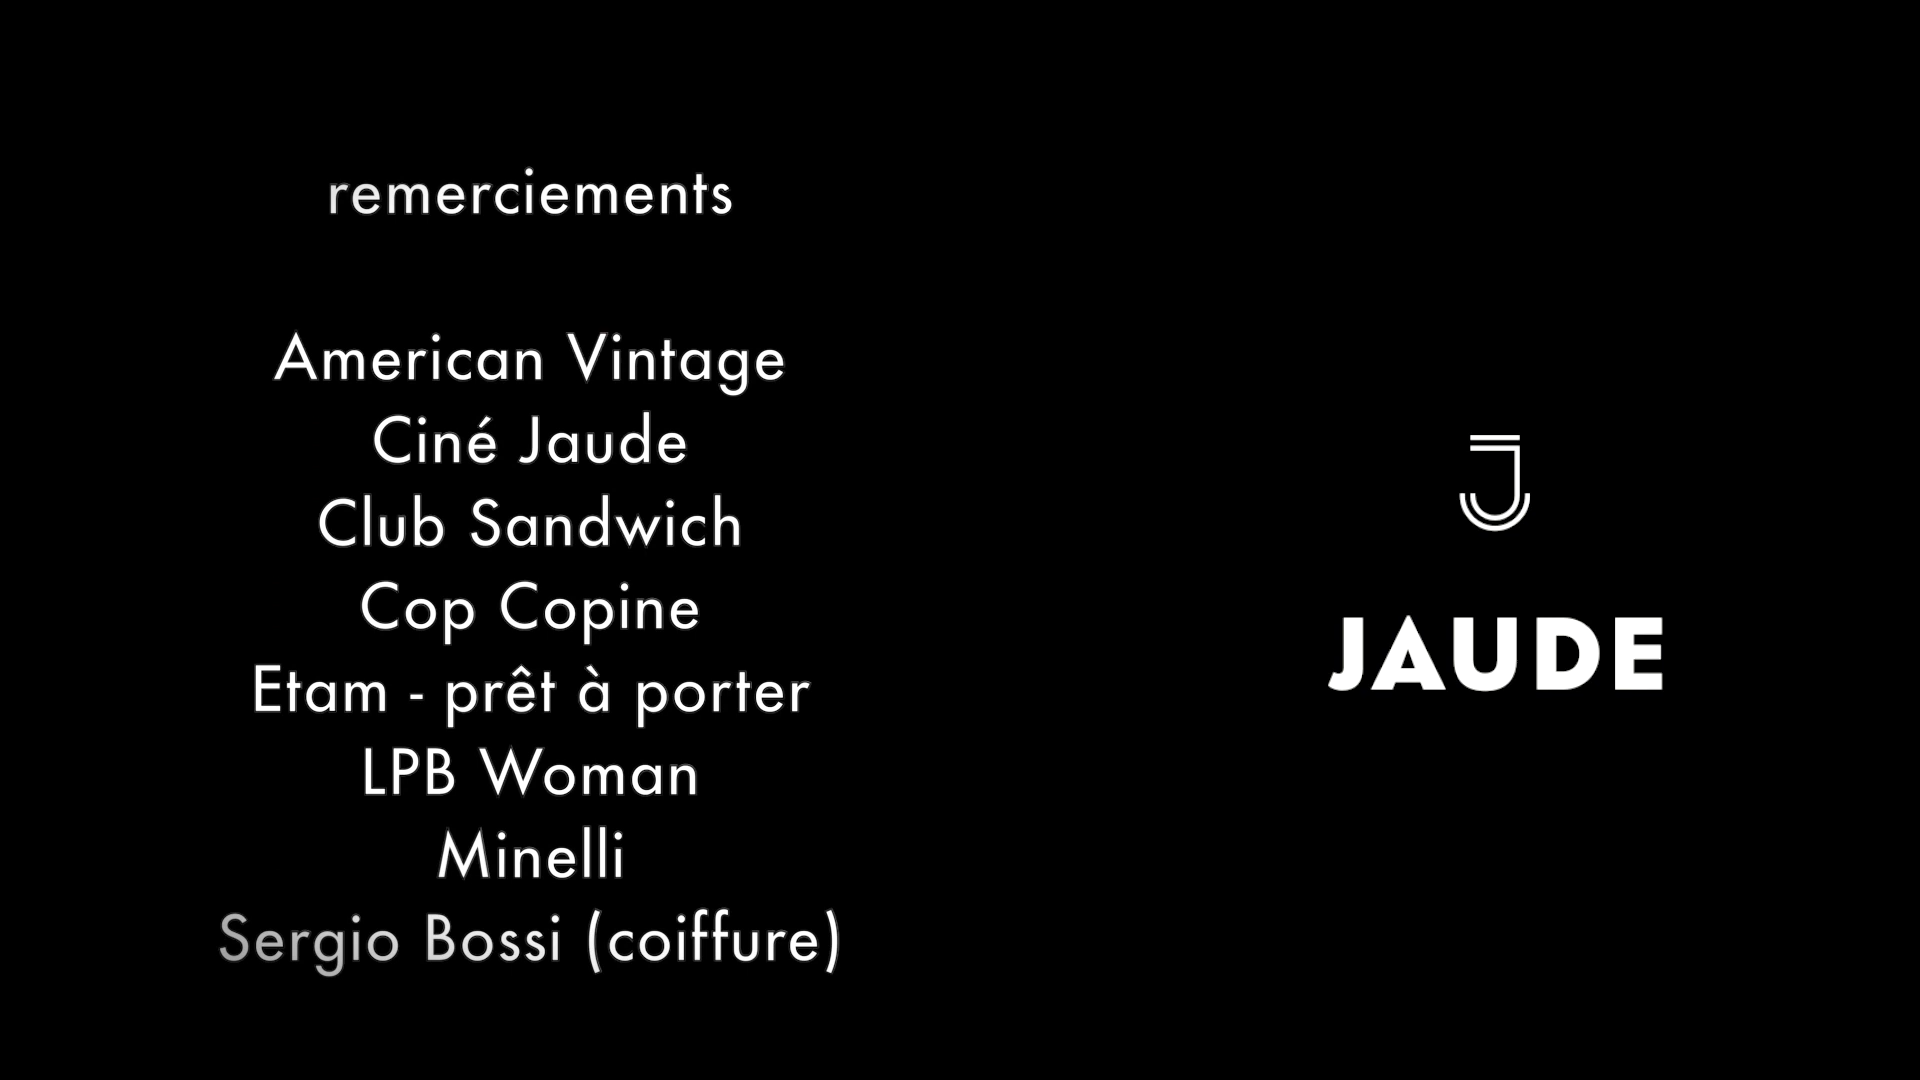 remerciements
American Vintage
Ciné Jaude
Club Sandwich
Cop Copine
Etam - prêt à porter
LPB Woman
Minelli
Sergio Bossi (coiffure)
J
JAUDE